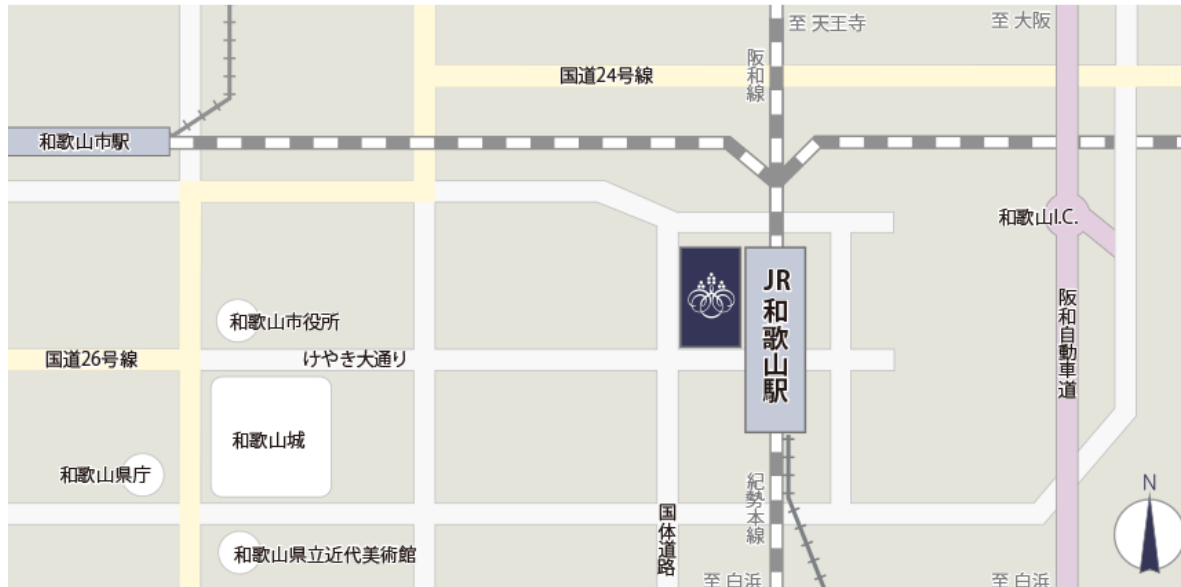 至 天王寺
至 大阪
国道24号線
阪和線
和歌山市駅
和歌山I.C.
JR和歌山駅
和歌山市役所
国道26号線
けやき大通り
阪和自動車道
和歌山城
和歌山県庁
紀勢本線
国体道路
N
和歌山県立近代美術館
至 白浜
至 白浜